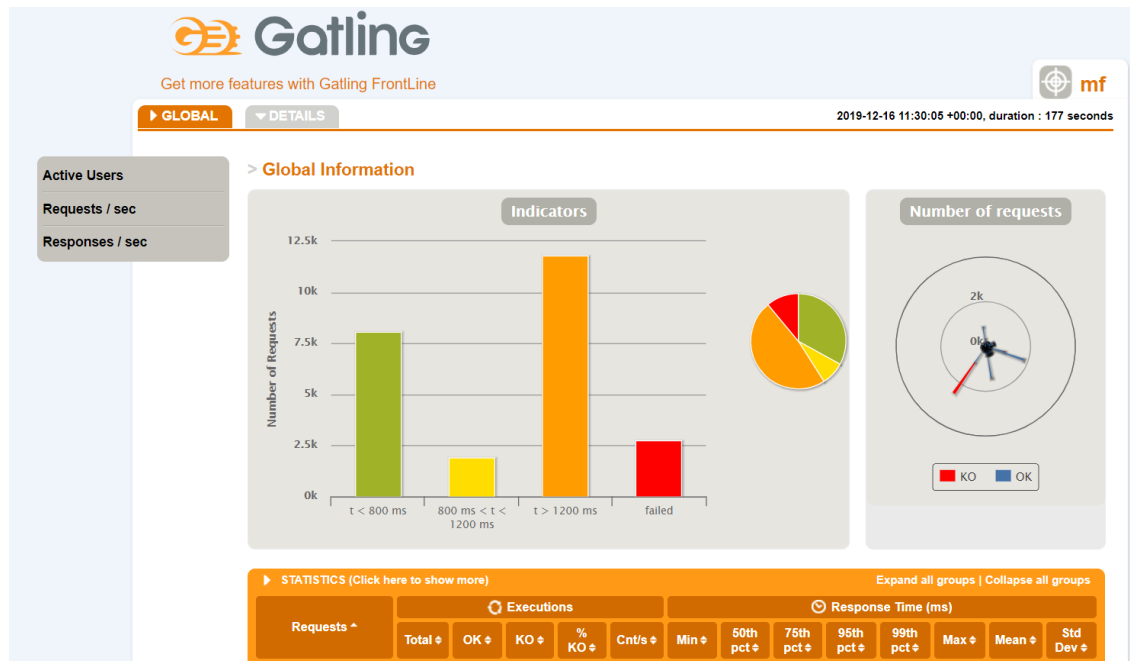 Gatling
Get more features with Gatling FrontLine
mf
GLOBAL
DETAILS
2019-12-16 11:30:05 +00:00, duration : 177 seconds
Active Users
Requests / sec
Responses / sec
> Global Information
Indicators
12.5k
10k
7.5k
5k
2.5k
0k
Number of Requests
t < 800 ms
800 ms < t <
1200 ms
t > 1200 ms
failed
Number of requests
2k
0k
KO
OK
STATISTICS (Click here to show more)
Expand all groups | Collapse all groups
Requests
Executions
Response Time (ms)
Total
OK
KO
%
KO
Cnt/s
Min
50th
pct
75th
pct
95th
pct
99th
pct
Max
Mean
Std
Dev